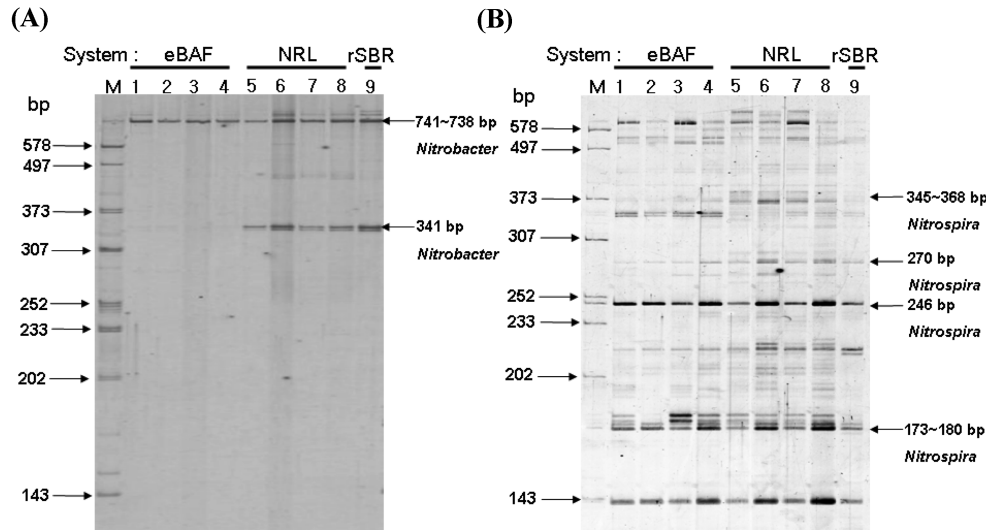 (A)
System : eBAF NRL rSBR
M 1 2 3 4 5 6 7 8 9
bp
741~738 bp
Nitrobacter
578
497
373
341 bp
Nitrobacter
307
252
233
202
143
(B)
System : eBAF NRL rSBR
M 1 2 3 4 5 6 7 8 9
bp
578
497
373
345~368 bp
Nitrospira
307
270 bp
Nitrospira
252
246 bp
Nitrospira
233
202
173~180 bp
Nitrospira
143